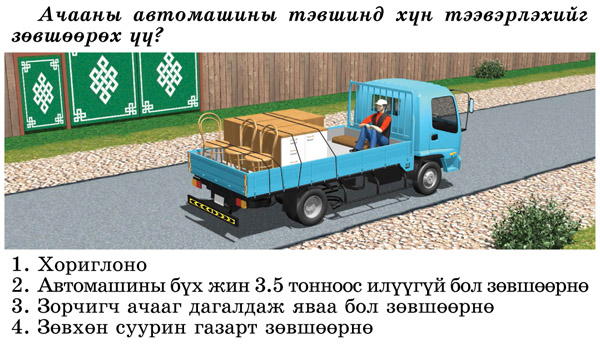 Ачааны автомашины тэвшинд хүн тээвэрлэхийг
зөвшөөрөх үү?
1. Хориглоно
2. Автомашины бүх жин 3.5 тонноос илүүгүй бол зөвшөөрнө
3. Зорчигч ачааг дагалдаж яваа бол зөвшөөрнө
4. Зөвхөн суурин газарт зөвшөөрнө